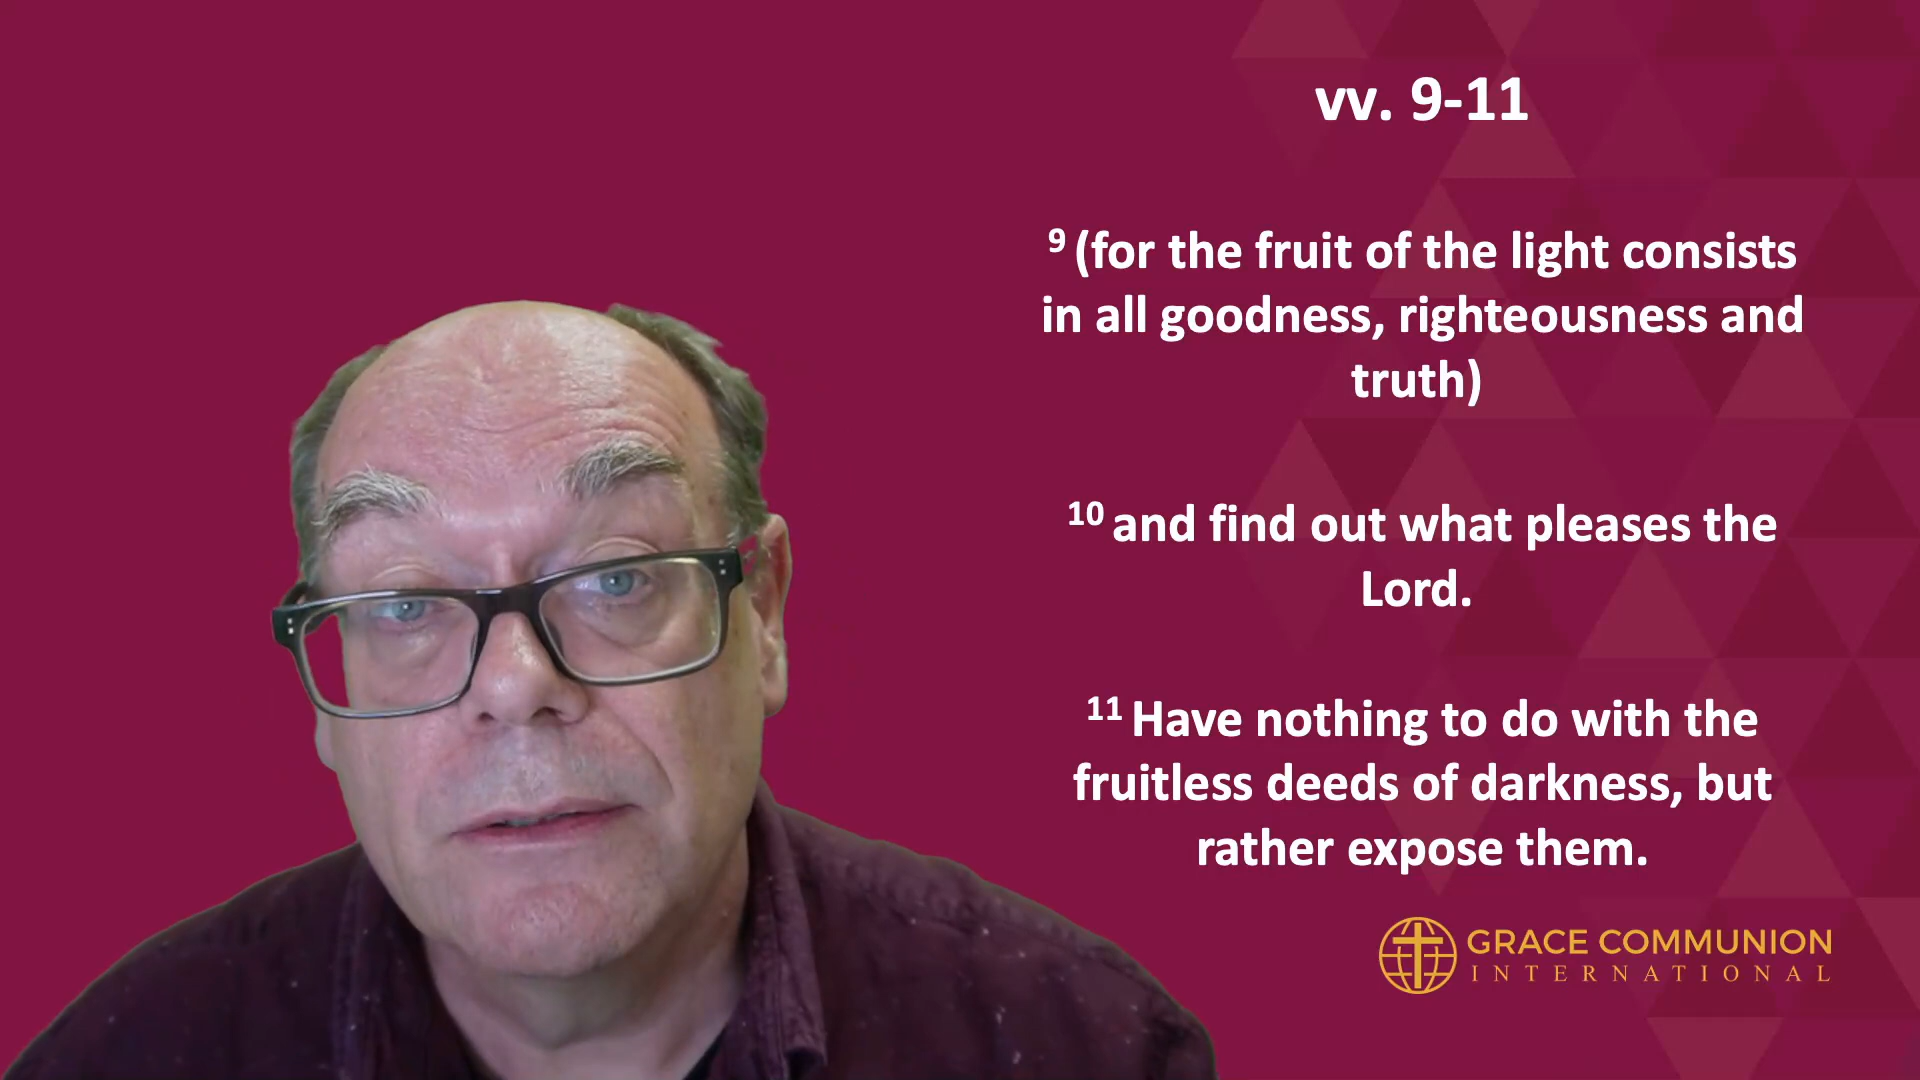 vv. 9-11
9 (for the fruit of the light consists
in all goodness, righteousness and
truth)
10 and find out what pleases the
Lord.
11 Have nothing to do with the
fruitless deeds of darkness, but
rather expose them.
GRACE COMMUNION
INTERNATIONAL